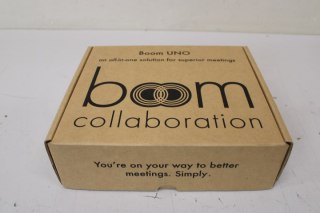 Boom UNO
an all-in-one solution for superior meetings
boom
collaboration
You're on your way to better
meetings. Simply.